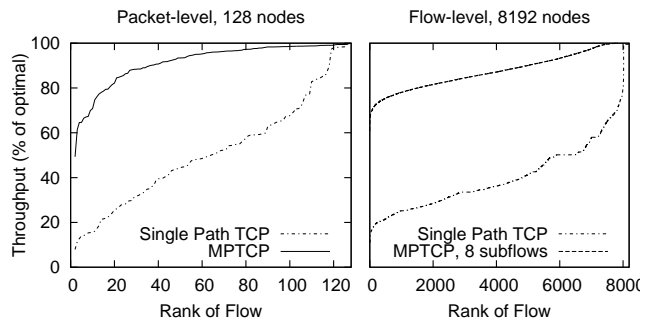 Packet-level, 128 nodes
Flow-level, 8192 nodes
Throughput (% of optimal)
100
80
60
40
20
0
Single Path TCP
MPTCP
0 20 40 60 80 100 120
Rank of Flow
Single Path TCP
MPTCP, 8 subflows
0 2000 4000 6000 8000
Rank of Flow